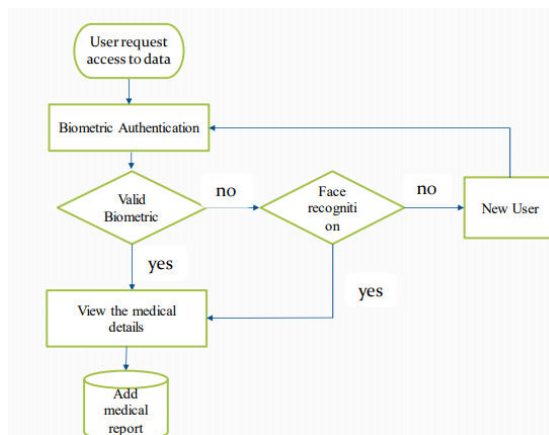 User request
access to data
Biometric Authentication
Valid
Biometric
no
Face
recogniti
on
no
New User
yes
yes
View the medical
details
Add
medical
report